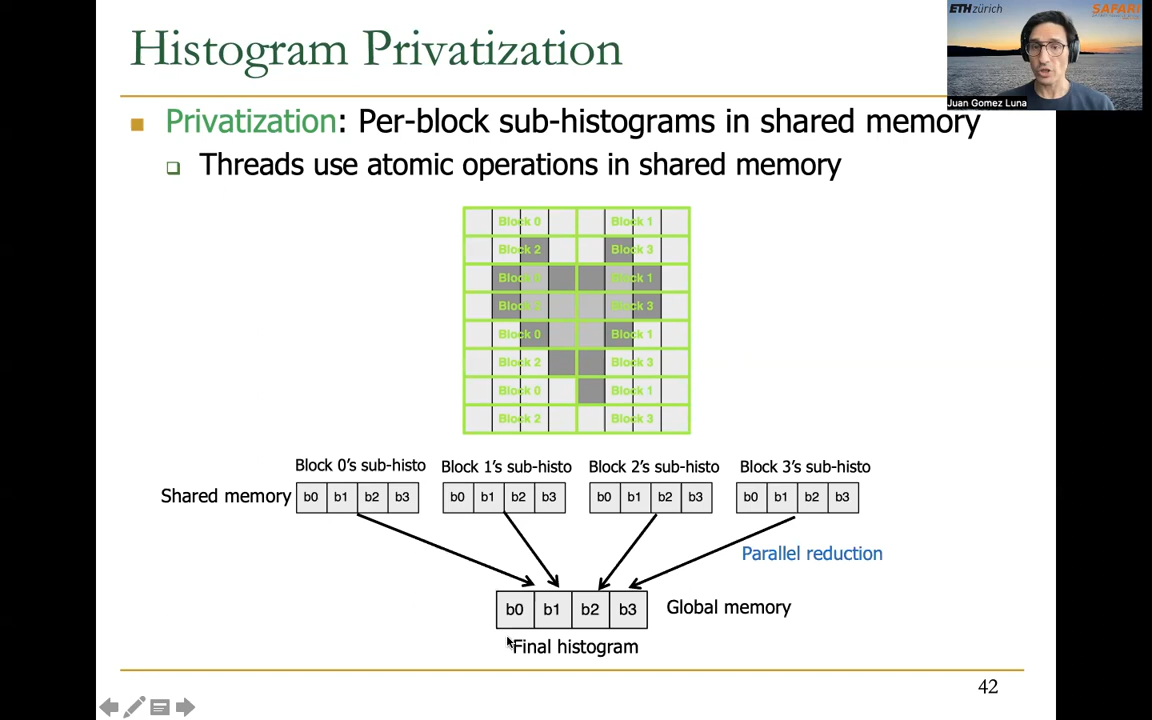 Histogram Privatization
ETH zürich
SAFARI
Juan Gomez Luna
Privatization: Per-block sub-histograms in shared memory
Threads use atomic operations in shared memory
Block 0 Block 1
Block 2 Block 3
Block 0 Block 1
Block 2 Block 3
Block 0 Block 1
Block 2 Block 3
Block 0 Block 1
Block 2 Block 3
Block 0's sub-histo Block 1's sub-histo Block 2's sub-histo Block 3's sub-histo
Shared memory b0 b1 b2 b3 b0 b1 b2 b3 b0 b1 b2 b3 b0 b1 b2 b3
Parallel reduction
b0 b1 b2 b3 Global memory
Final histogram
42